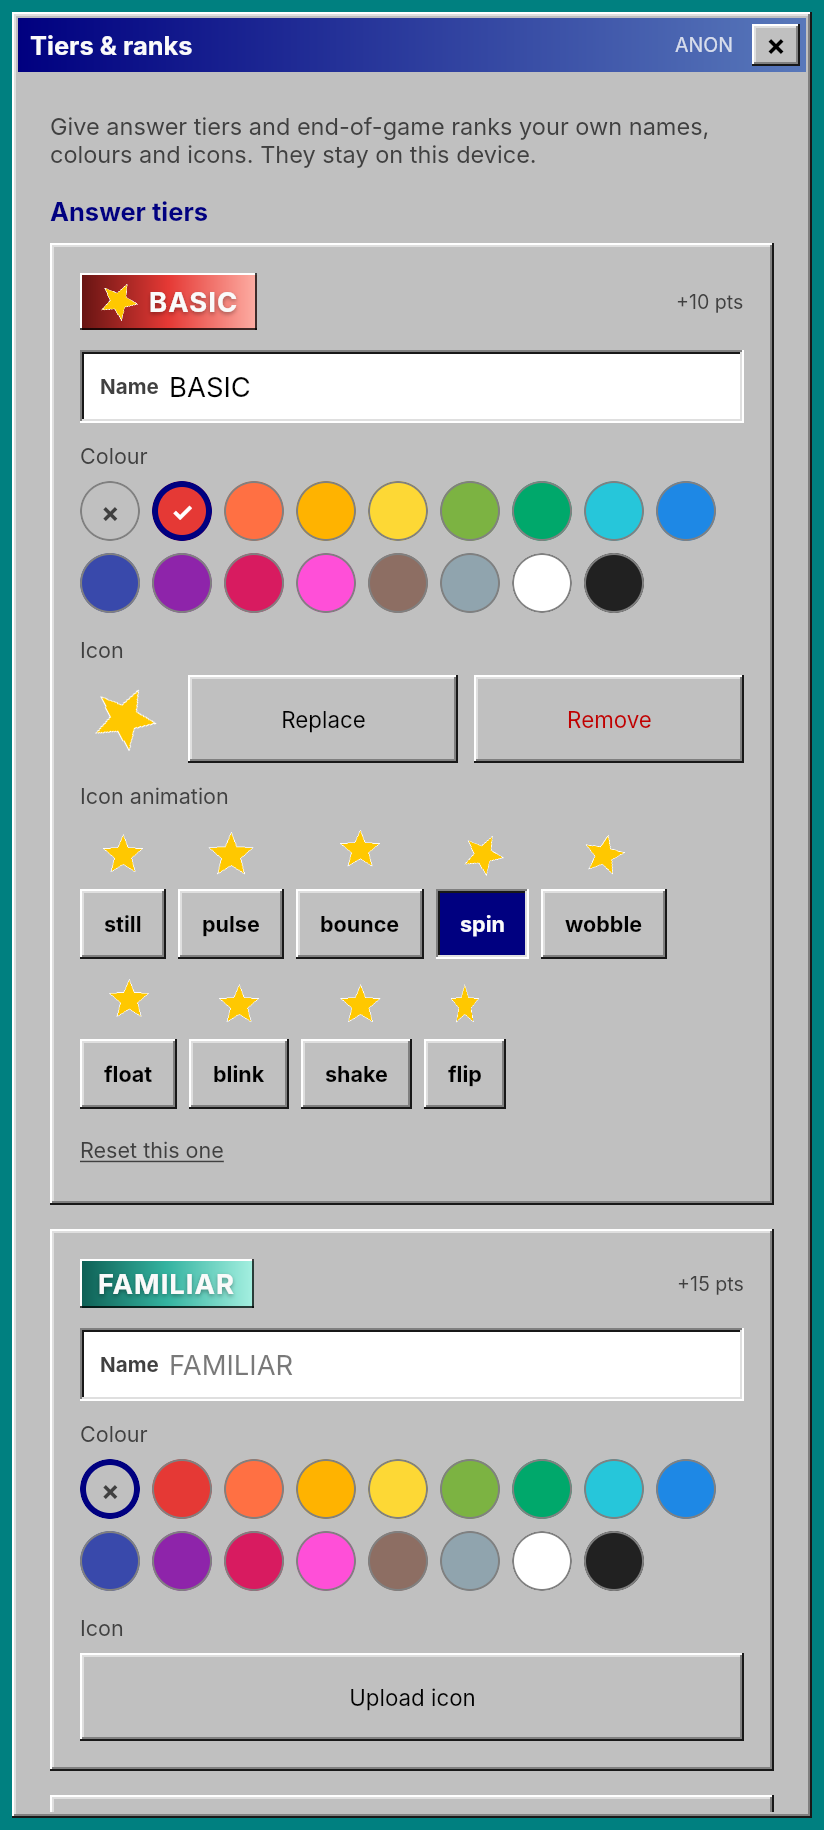 Tiers & ranks
ANON
×
Give answer tiers and end-of-game ranks your own names,
colours and icons. They stay on this device.
Answer tiers
BASIC
+10 pts
Name BASIC
Colour
×
Icon
Replace
Remove
Icon animation
still pulse bounce spin wobble
float blink shake flip
Reset this one
FAMILIAR
+15 pts
Name FAMILIAR
Colour
×
Icon
Upload icon